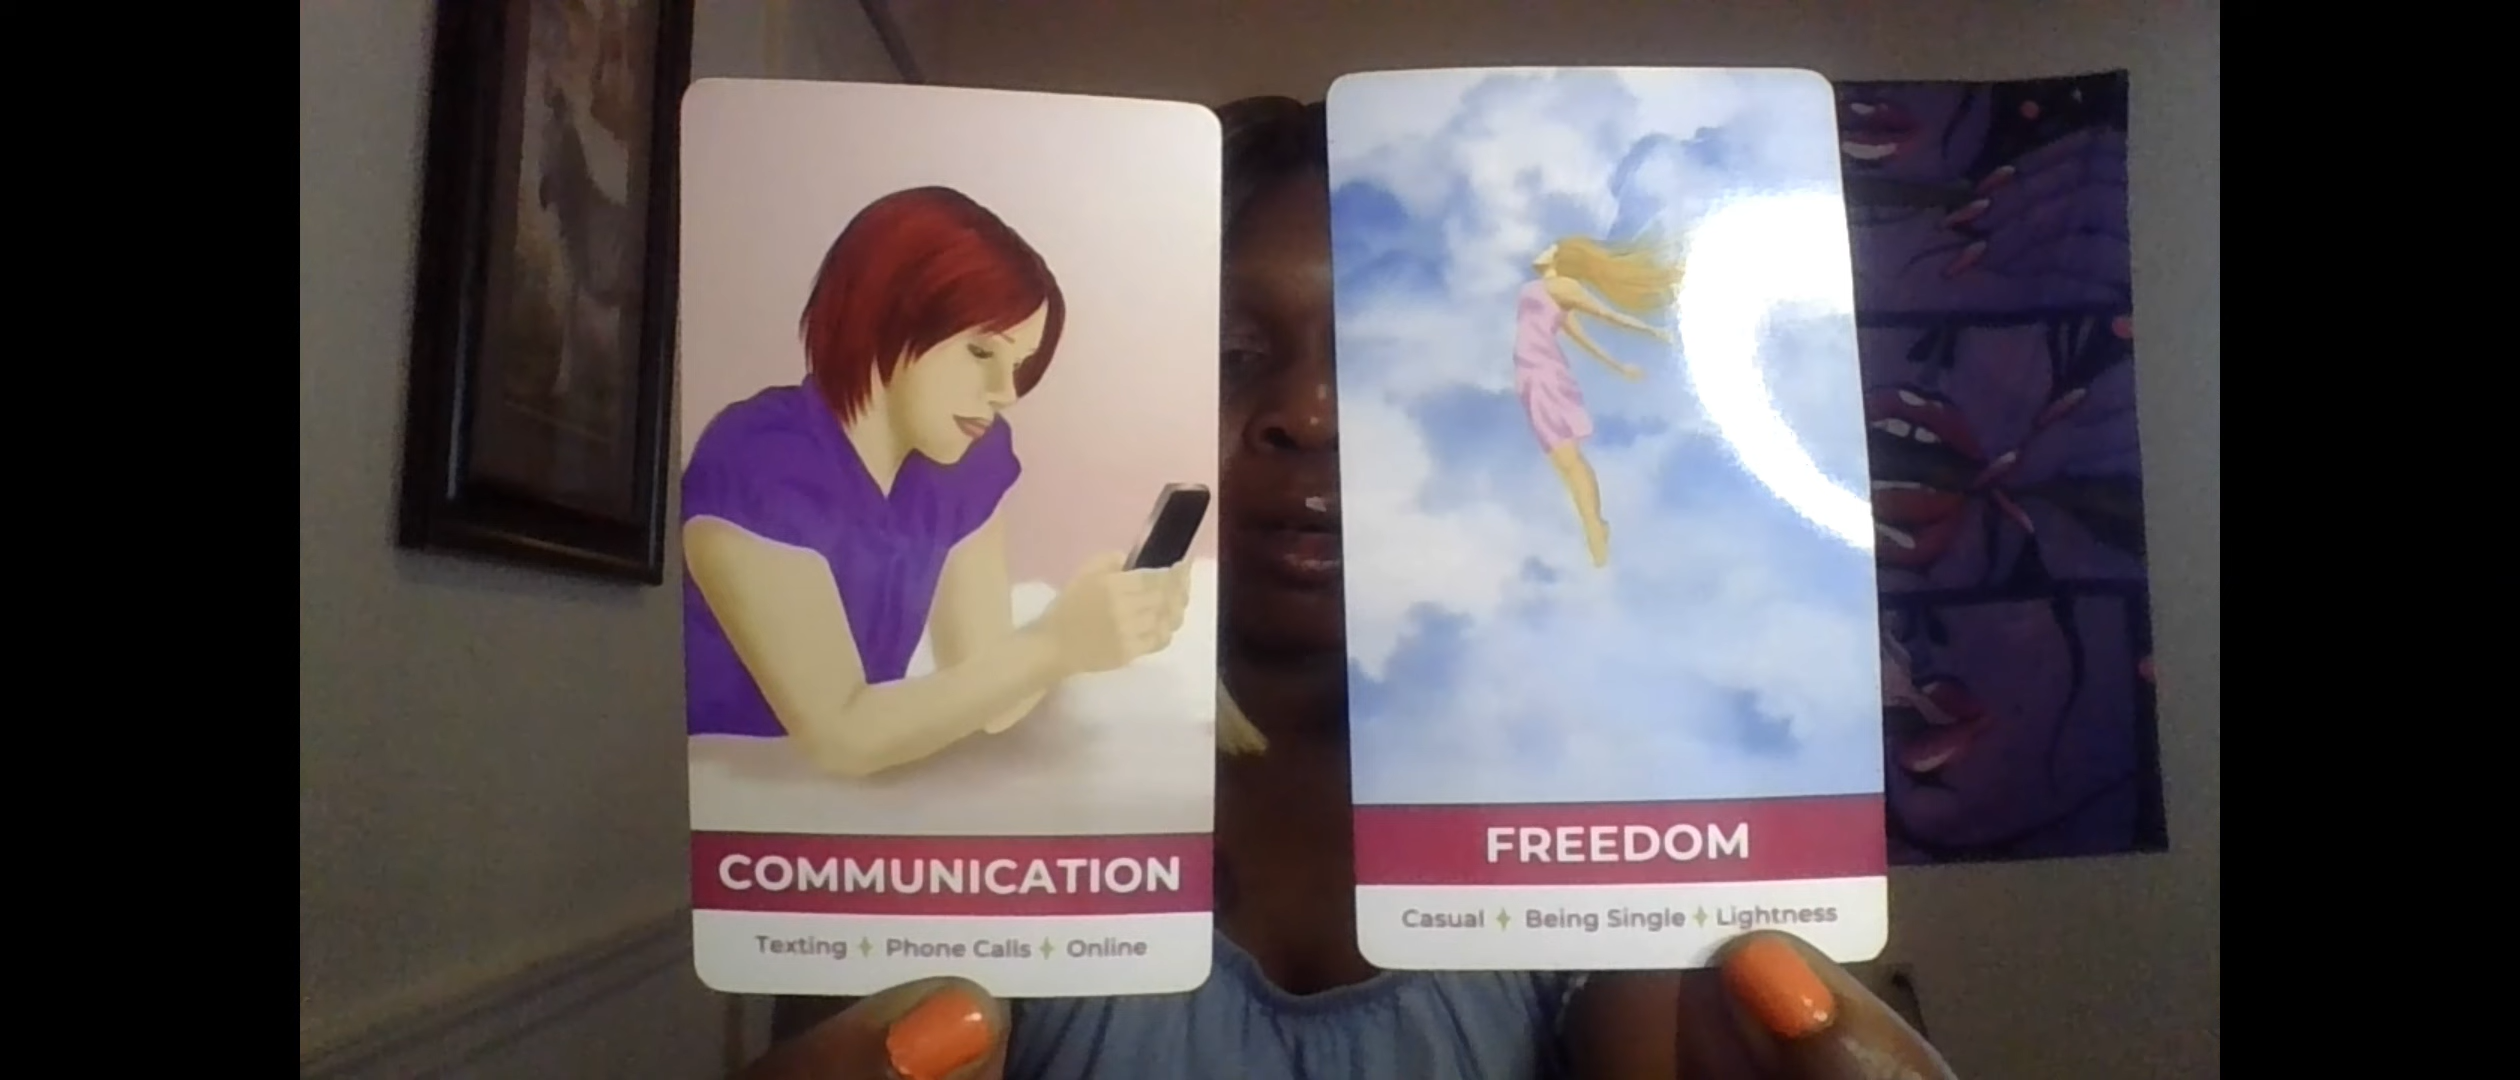 COMMUNICATION
Texting ✦ Phone Calls ✦ Online
FREEDOM
Casual ✦ Being Single ✦ Lightness